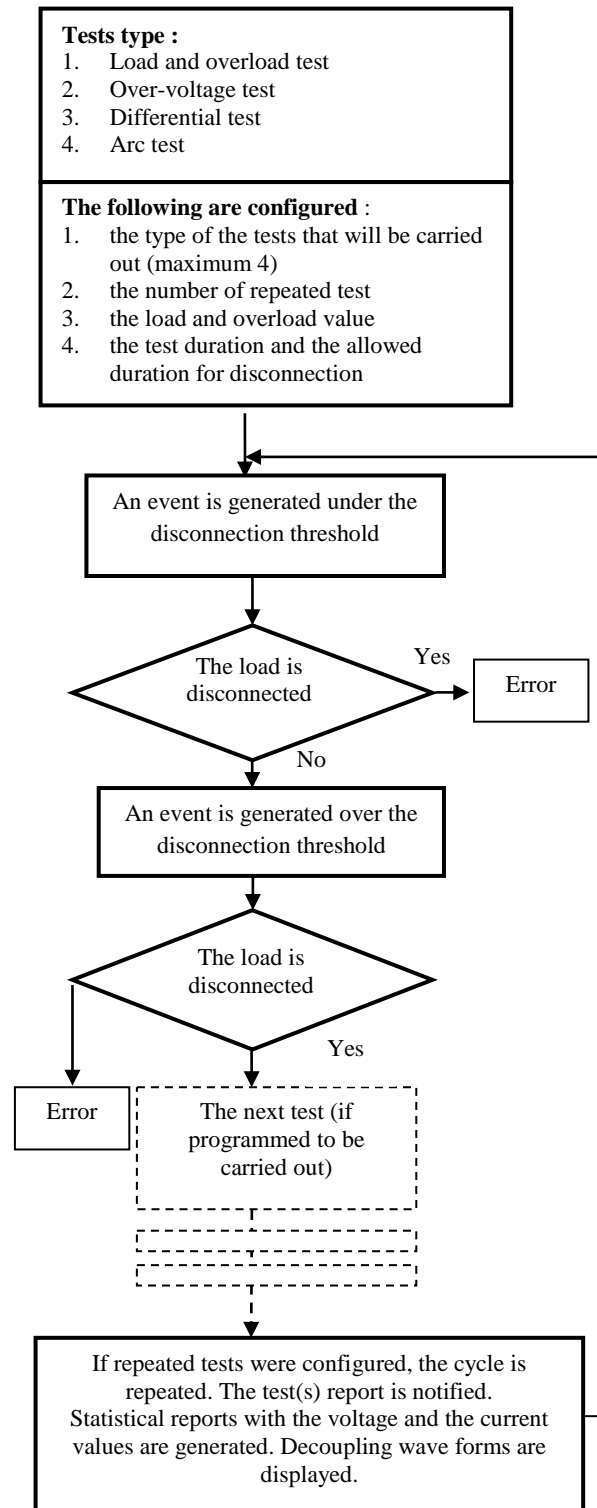 Tests type :
1. Load and overload test
2. Over-voltage test
3. Differential test
4. Arc test
The following are configured :
1. the type of the tests that will be carried
out (maximum 4)
2. the number of repeated test
3. the load and overload value
4. the test duration and the allowed
duration for disconnection
An event is generated under the
disconnection threshold
The load is
disconnected
Yes
Error
No
An event is generated over the
disconnection threshold
The load is
disconnected
Yes
Error
The next test (if
programmed to be
carried out)
If repeated tests were configured, the cycle is
repeated. The test(s) report is notified.
Statistical reports with the voltage and the current
values are generated. Decoupling wave forms are
displayed.